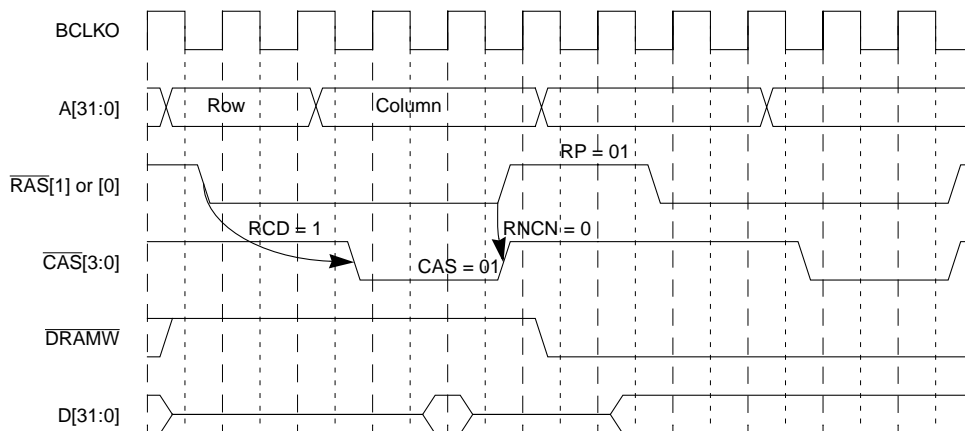 BCLKO
A[31:0]
Row
Column
RAS[1] or [0]
RP = 01
RCD = 1
RNCN = 0
CAS[3:0]
CAS = 01
DRAMW
D[31:0]